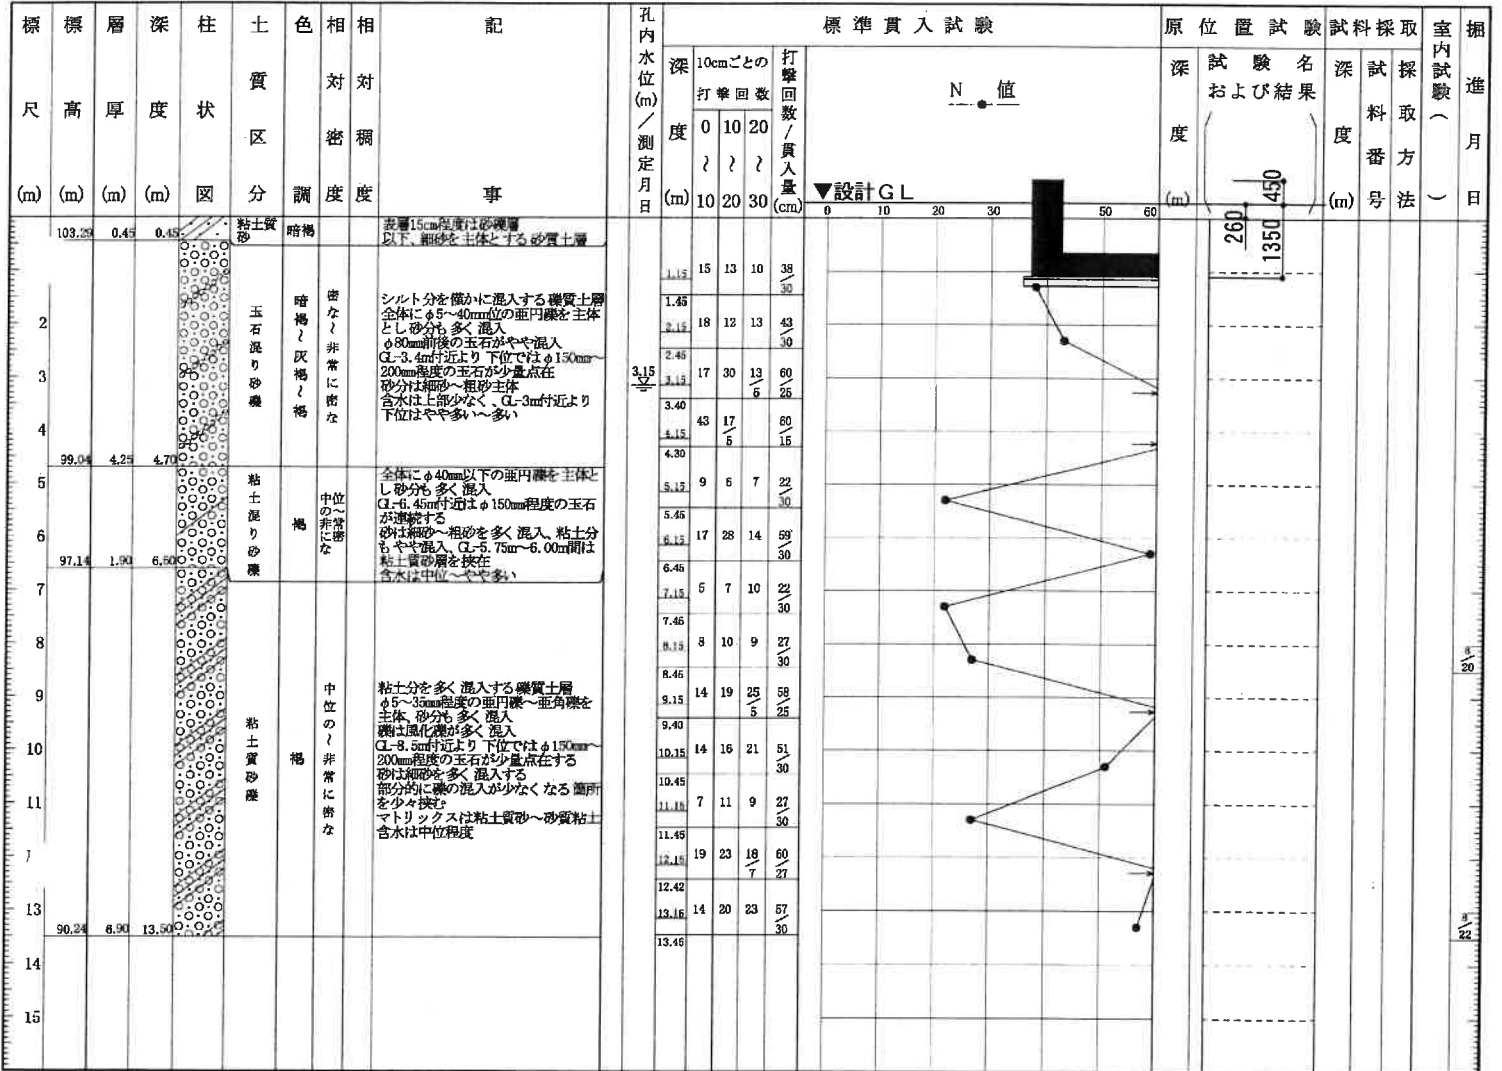 標尺(m)
標高(m)
層厚(m)
深度(m)
柱状図
土質区分
色調
相対密度
相対稠度
記事
孔内水位(m)/測定月日
標準貫入試験
深度(m)
10cmごとの
打撃回数
0 10 20
~ ~ ~
10 20 30
打撃回数/貫入量(cm)
N 値
▼設計GL
0 10 20 30 50 60
原位置試験
深度(m)
試験名
および結果
試料採取
深度(m)
試料番号
採取方法
室内試験( )
掘進月日
450
260
1350
103.29 0.45 0.45
粘土質
砂
暗褐
表層15cm程度は砂礫層
以下、細砂を主体とする砂質土層
玉石混り砂礫
暗褐~灰褐~褐
密な~非常に密な
シルト分を僅かに混入する礫質土層
全体にφ5~40mm位の亜円礫を主体
とし砂分も多く混入
φ80mm前後の玉石がやや混入
GL-3.4m付近より下位ではφ150mm~
200mm程度の玉石が少量点在
砂分は細砂~粗砂主体
含水は上部少なく、GL-3m付近より
下位はやや多い~多い
99.04 4.25 4.70
粘土混り砂礫
褐
中位の~非常に密な
全体にφ40mm以下の亜円礫を主体と
し砂分も多く混入
GL-6.45m付近はφ150mm程度の玉石
が連続する
砂は細砂~粗砂を多く混入、粘土分
もやや混入、GL-5.75m~6.00m間は
粘土質砂層を挟在
含水は中位~やや多い
97.14 1.90 6.60
粘土質砂礫
褐
中位の~非常に密な
粘土分を多く混入する礫質土層
φ5~35mm程度の亜円礫~亜角礫を
主体、砂分も多く混入
礫は風化礫が多く混入
GL-8.5m付近より下位ではφ150mm~
200mm程度の玉石が少量点在する
砂は細砂を多く混入する
部分的に礫の混入が少なくなる箇所
を少々挟む
マトリックスは粘土質砂~砂質粘土
含水は中位程度
90.24 6.90 13.50
2
3
4
5
6
7
8
9
10
11
13
14
15
3.15
1.15 15 13 10 38/30
1.45
2.15 18 12 13 43/30
2.45
3.15 17 30 13/5 60/25
3.40
4.15 43 17/5 60/15
4.30
5.15 9 6 7 22/30
5.45
6.15 17 28 14 59/30
6.45
7.15 5 7 10 22/30
7.45
8.15 8 10 9 27/30
8.45
9.15 14 19 25/5 58/25
9.40
10.15 14 16 21 51/30
10.45
11.15 7 11 9 27/30
11.45
12.15 19 23 18/7 60/27
12.42
13.15 14 20 23 57/30
13.45
8/20
8/22